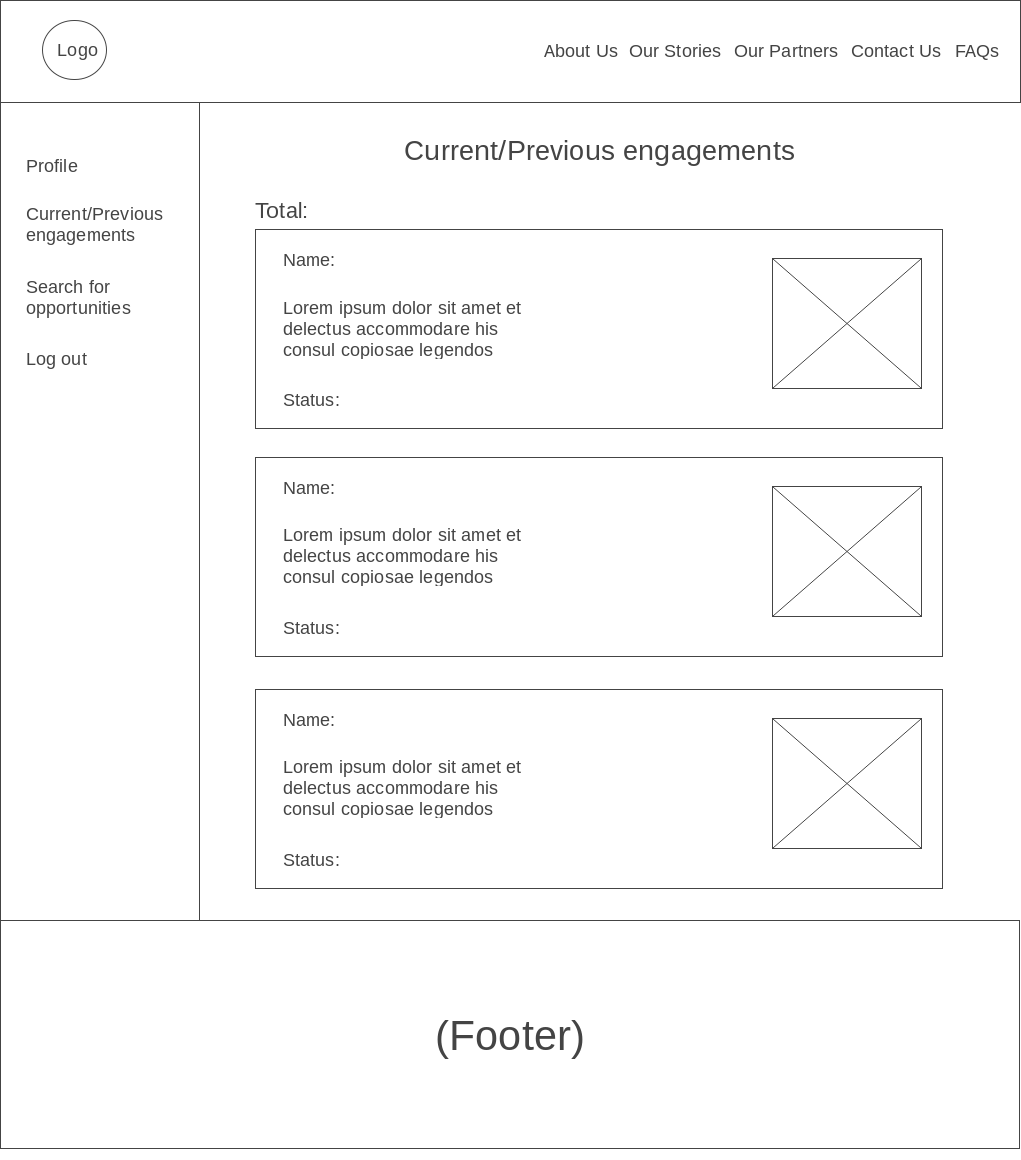 Logo
About Us Our Stories Our Partners Contact Us FAQs
Profile
Current/Previous
engagements
Search for
opportunities
Log out
Current/Previous engagements
Total:
Name:
Lorem ipsum dolor sit amet et
delectus accommodare his
consul copiosae legendos
Status:
Name:
Lorem ipsum dolor sit amet et
delectus accommodare his
consul copiosae legendos
Status:
Name:
Lorem ipsum dolor sit amet et
delectus accommodare his
consul copiosae legendos
Status:
(Footer)